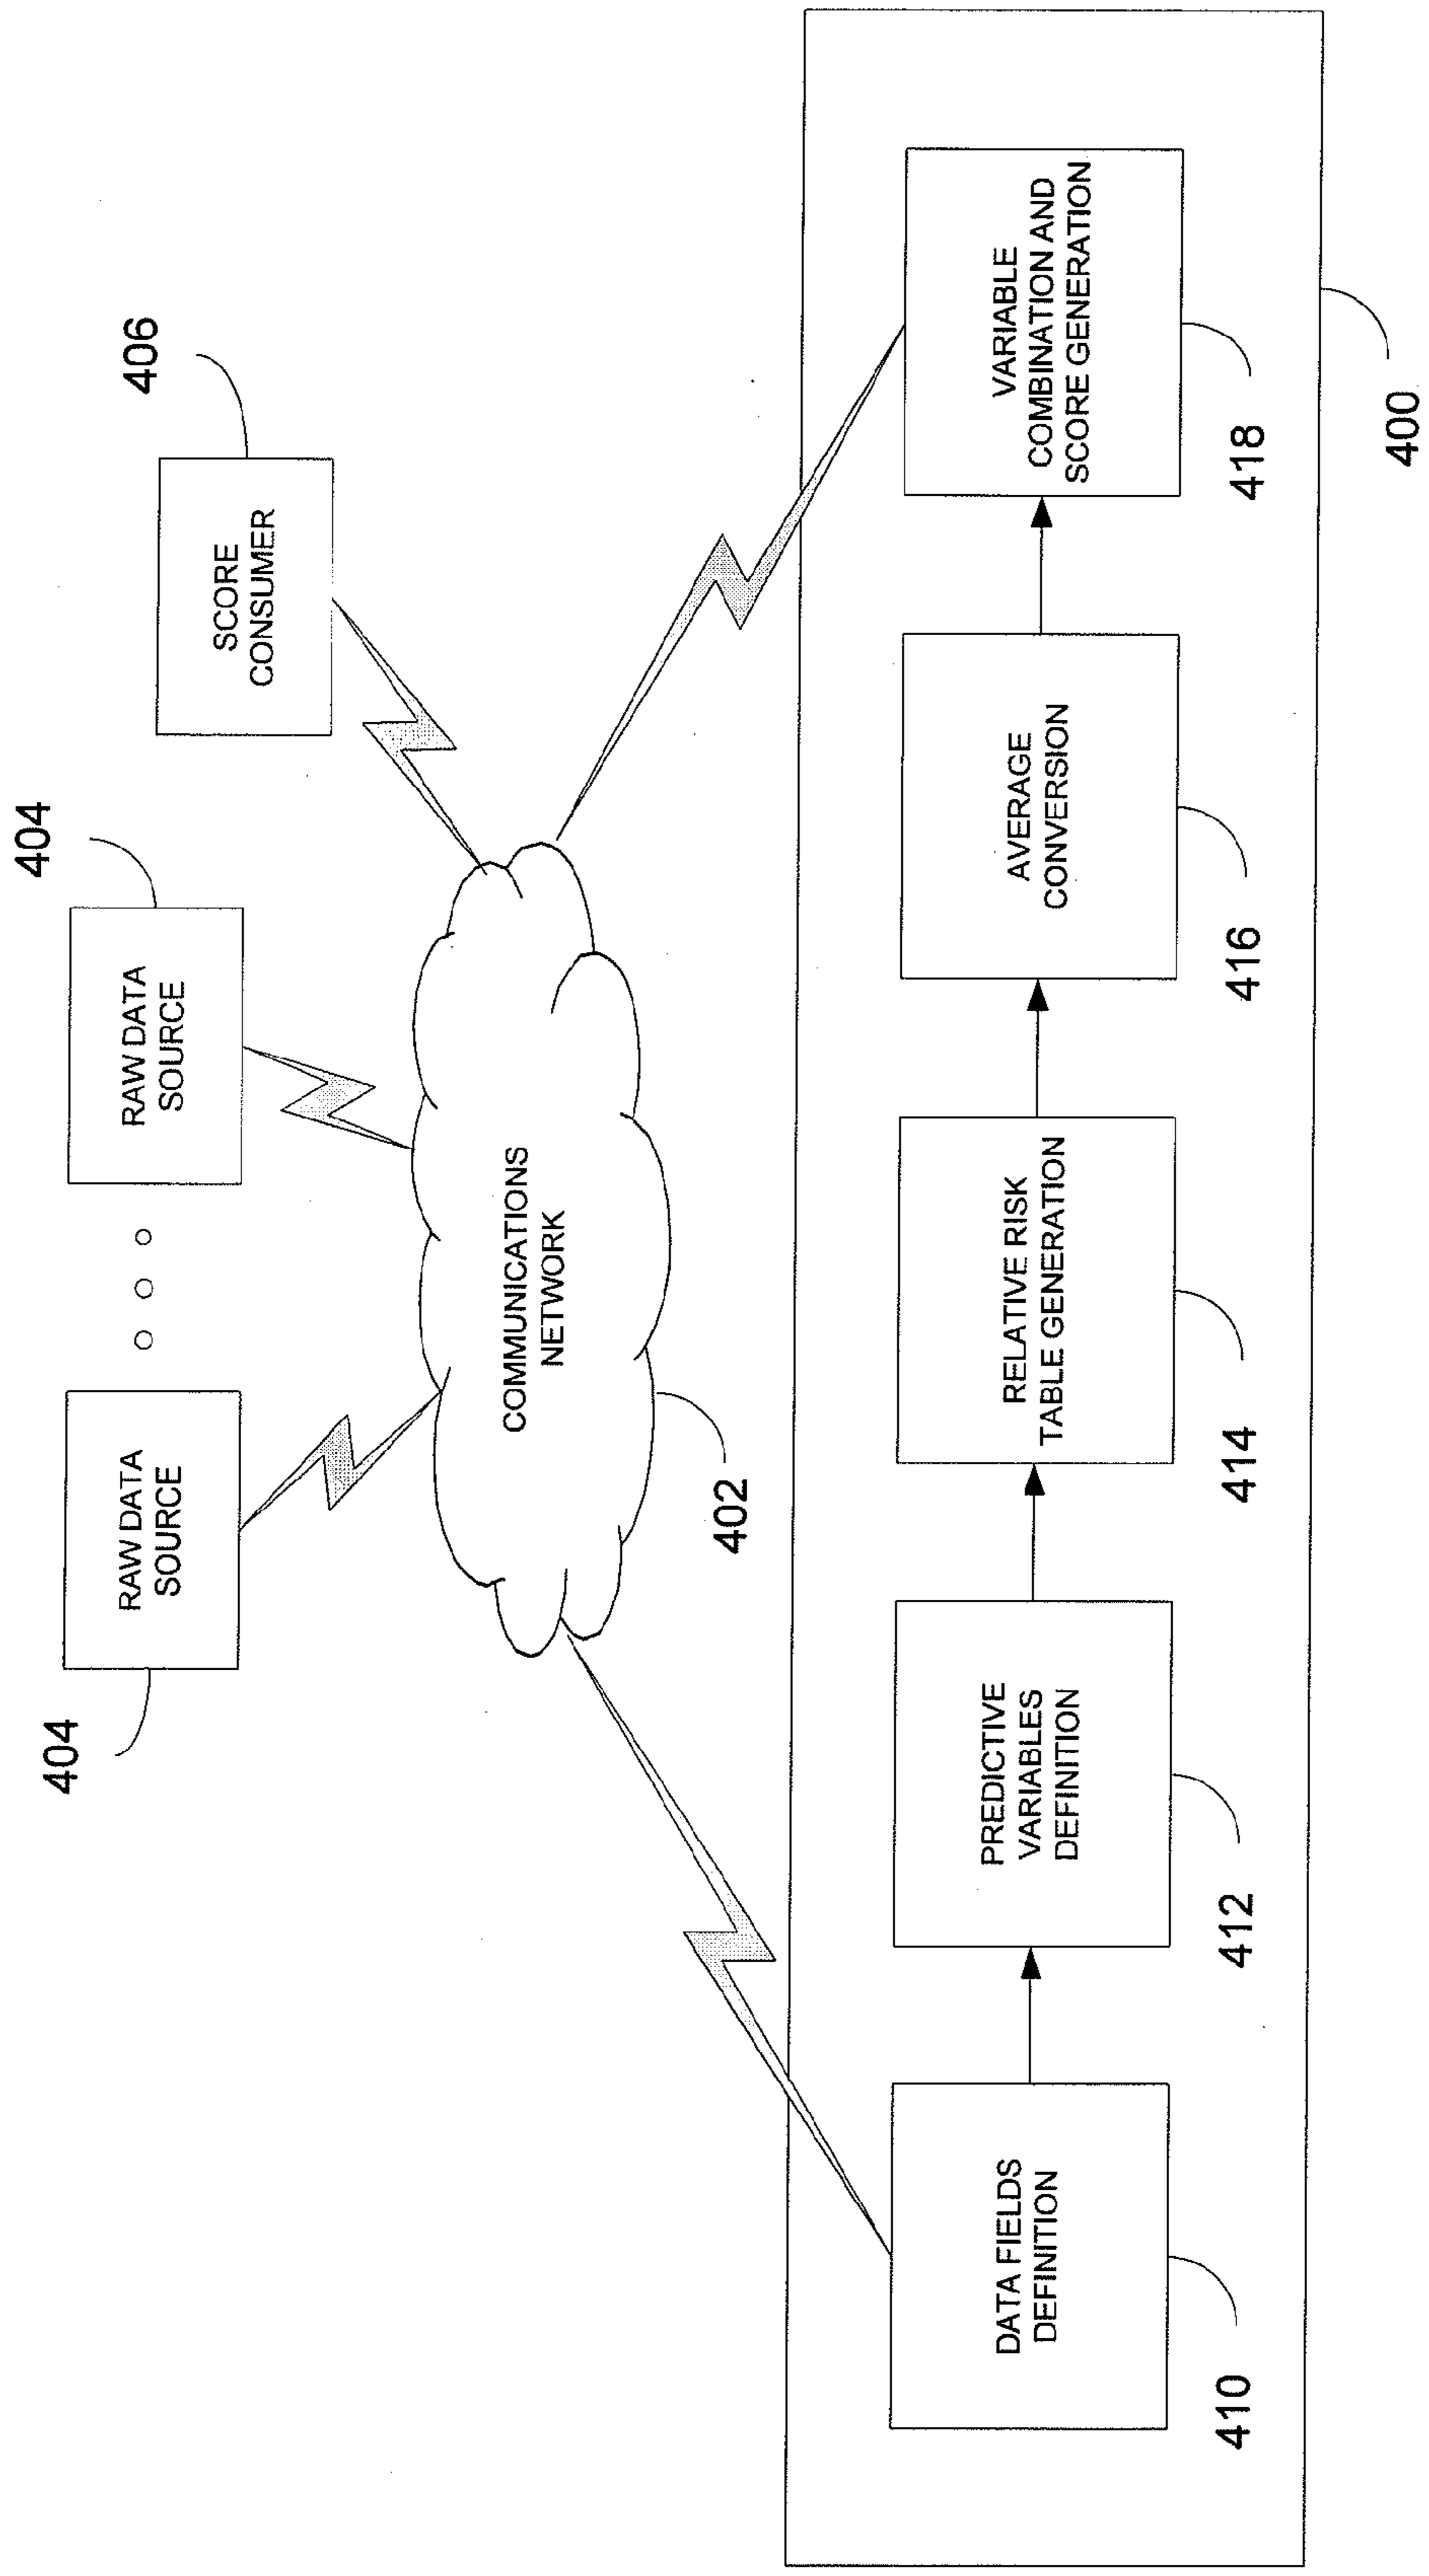 404
404
406
RAW DATA
SOURCE
RAW DATA
SOURCE
SCORE
CONSUMER
COMMUNICATIONS
NETWORK
402
DATA FIELDS
DEFINITION
PREDICTIVE
VARIABLES
DEFINITION
RELATIVE RISK
TABLE GENERATION
AVERAGE
CONVERSION
VARIABLE
COMBINATION AND
SCORE GENERATION
410
412
414
416
418
400